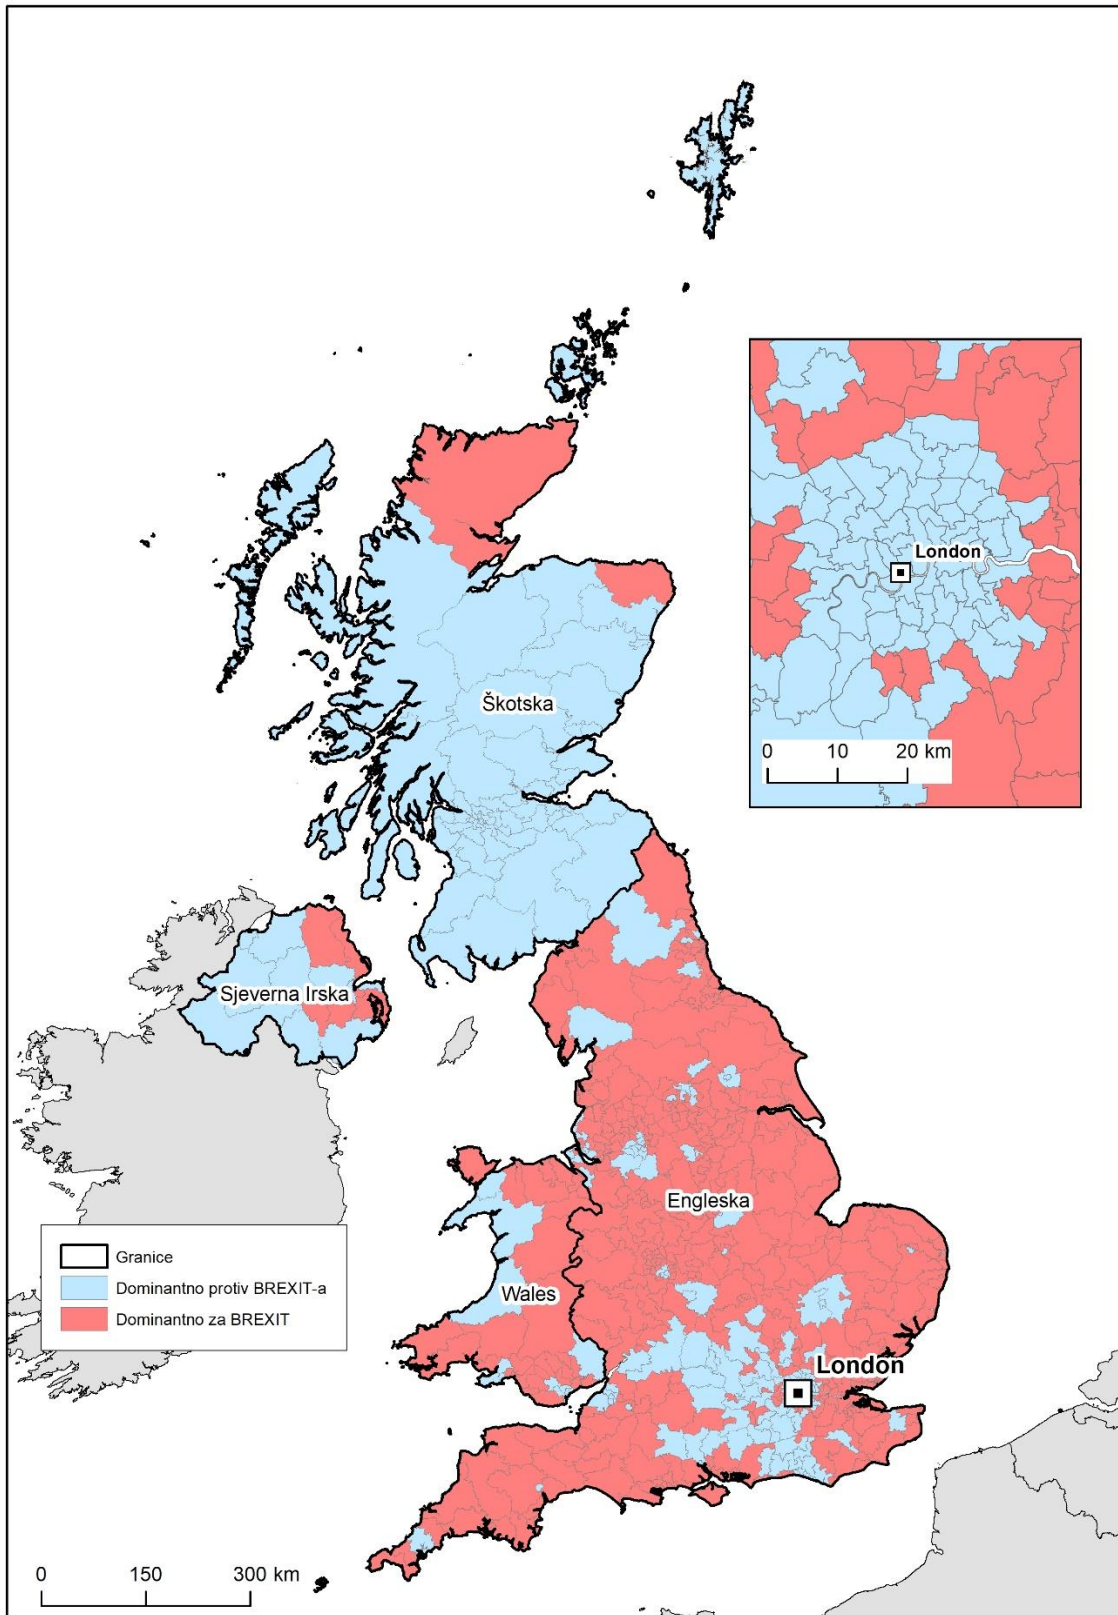 London
0 10 20 km
Škotska
Sjeverna Irska
Engleska
Granice
Dominantno protiv BREXIT-a
Dominantno za BREXIT
Wales
London
0 150 300 km